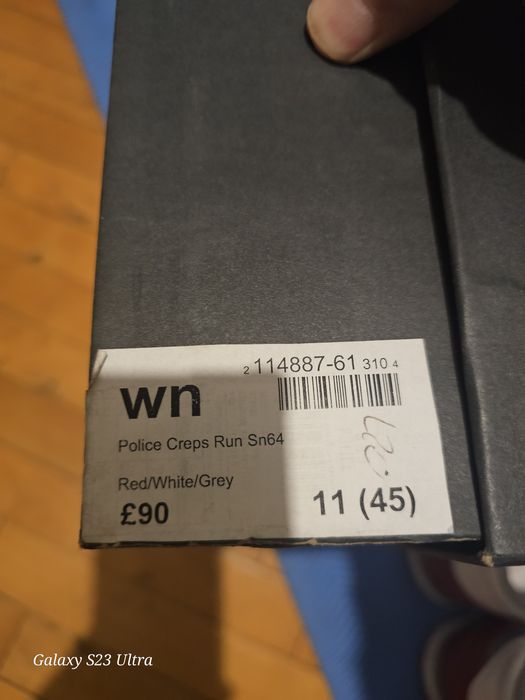 2 114887-61 310 4
wn
Police Creps Run Sn64
Red/White/Grey
£90
11 (45)
Galaxy S23 Ultra